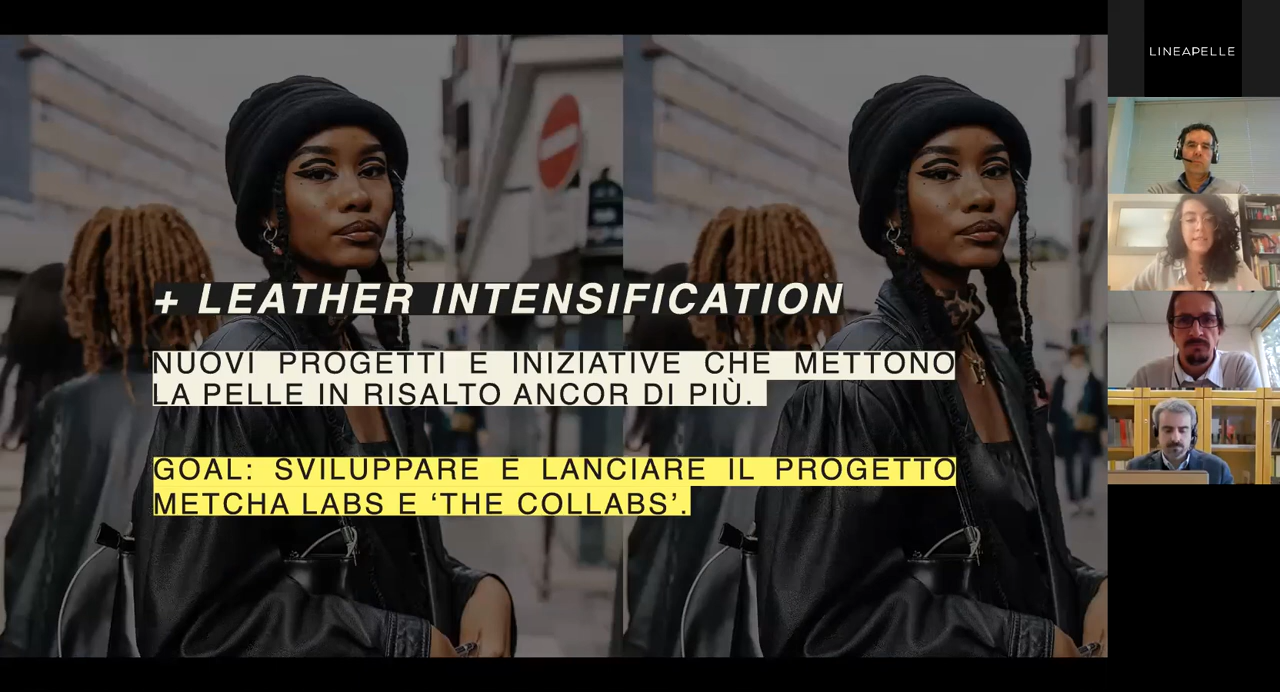 LINEAPELLE
+ LEATHER INTENSIFICATION
NUOVI PROGETTI E INIZIATIVE CHE METTONO
LA PELLE IN RISALTO ANCOR DI PIÙ.
GOAL: SVILUPPARE E LANCIARE IL PROGETTO
METCHA LABS E ‘THE COLLABS’.